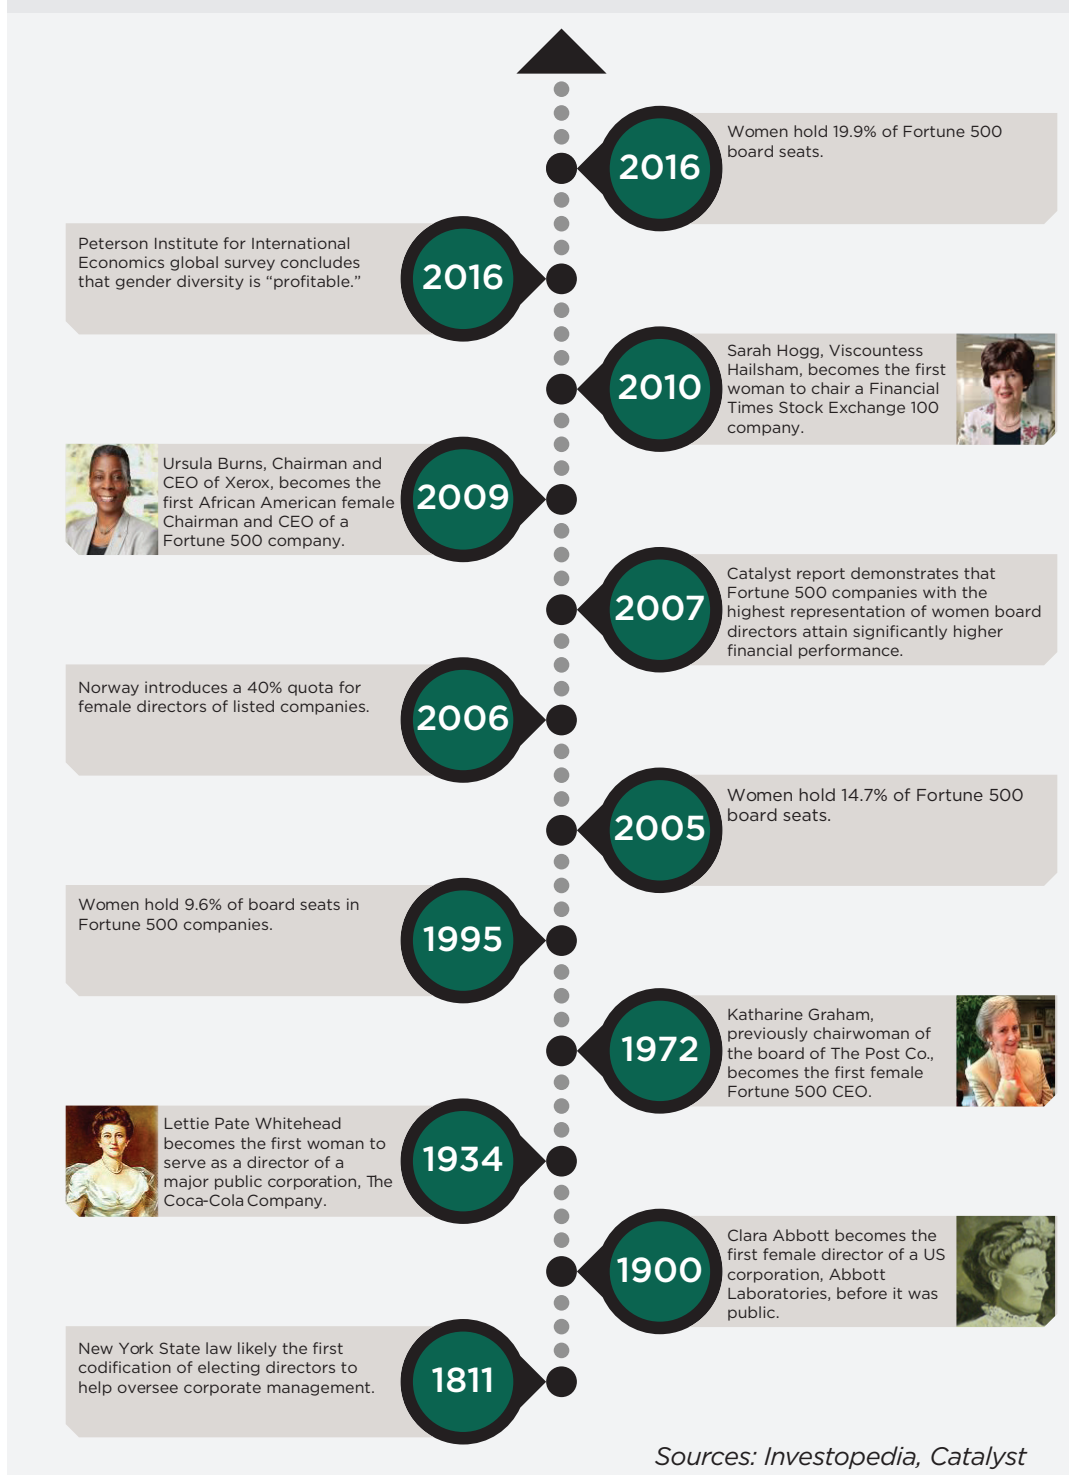 2016
Women hold 19.9% of Fortune 500
board seats.
Peterson Institute for International
Economics global survey concludes
that gender diversity is “profitable.”
2016
2010
Sarah Hogg, Viscountess
Hailsham, becomes the first
woman to chair a Financial
Times Stock Exchange 100
company.
Ursula Burns, Chairman and
CEO of Xerox, becomes the
first African American female
Chairman and CEO of a
Fortune 500 company.
2009
2007
Catalyst report demonstrates that
Fortune 500 companies with the
highest representation of women board
directors attain significantly higher
financial performance.
Norway introduces a 40% quota for
female directors of listed companies.
2006
2005
Women hold 14.7% of Fortune 500
board seats.
Women hold 9.6% of board seats in
Fortune 500 companies.
1995
1972
Katharine Graham,
previously chairwoman of
the board of The Post Co.,
becomes the first female
Fortune 500 CEO.
Lettie Pate Whitehead
becomes the first woman to
serve as a director of a
major public corporation, The
Coca-Cola Company.
1934
1900
Clara Abbott becomes the
first female director of a US
corporation, Abbott
Laboratories, before it was
public.
New York State law likely the first
codification of electing directors to
help oversee corporate management.
1811
Sources: Investopedia, Catalyst